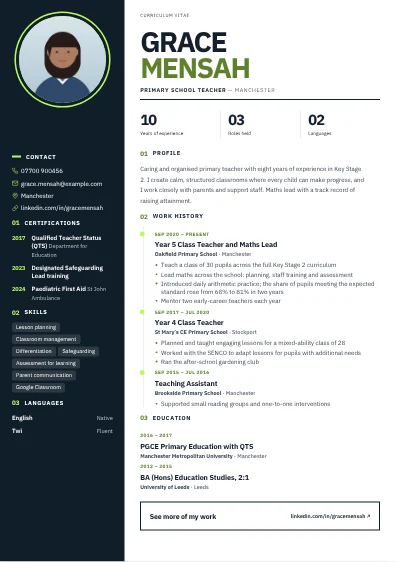 CONTACT
07700 900456
grace.mensah@example.com
Manchester
linkedin.com/in/gracemensah
01 CERTIFICATIONS
2017 Qualified Teacher Status
(QTS) Department for
Education
2023 Designated Safeguarding
Lead training
2024 Paediatric First Aid St John
Ambulance
02 SKILLS
Lesson planning
Classroom management
Differentiation Safeguarding
Assessment for learning
Parent communication
Google Classroom
03 LANGUAGES
English Native
Twi Fluent
CURRICULUM VITAE
GRACE
MENSAH
PRIMARY SCHOOL TEACHER — MANCHESTER
10 03 02
Years of experience Roles held Languages
01 PROFILE
Caring and organised primary teacher with eight years of experience in Key Stage
2. I create calm, structured classrooms where every child can make progress, and
I work closely with parents and support staff. Maths lead with a track record of
raising attainment.
02 WORK HISTORY
SEP 2020 – PRESENT
Year 5 Class Teacher and Maths Lead
Oakfield Primary School · Manchester
• Teach a class of 30 pupils across the full Key Stage 2 curriculum
• Lead maths across the school: planning, staff training and assessment
• Introduced daily arithmetic practice; the share of pupils meeting the expected
standard rose from 68% to 81% in two years
• Mentor two early-career teachers each year
SEP 2017 – JUL 2020
Year 4 Class Teacher
St Mary's CE Primary School · Stockport
• Planned and taught engaging lessons for a mixed-ability class of 28
• Worked with the SENCO to adapt lessons for pupils with additional needs
• Ran the after-school gardening club
SEP 2015 – JUL 2016
Teaching Assistant
Brookside Primary School · Manchester
• Supported small reading groups and one-to-one interventions
03 EDUCATION
2016 – 2017
PGCE Primary Education with QTS
Manchester Metropolitan University · Manchester
2012 – 2015
BA (Hons) Education Studies, 2:1
University of Leeds · Leeds
See more of my work linkedin.com/in/gracemensah ↗